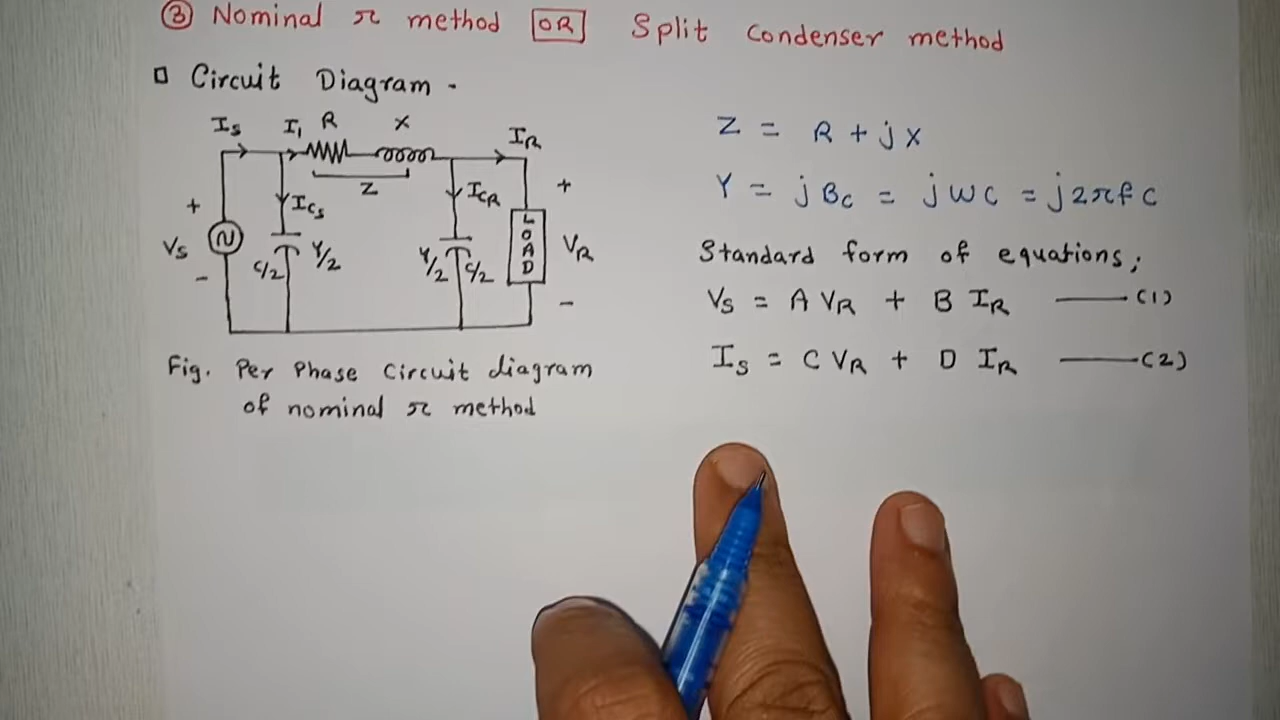 ③ Nominal π method OR Split Condenser method
□ Circuit Diagram -
Is I₁ R X IR
Z
+ ICs ICR +
Vs Y/2 Y/2 LOAD VR
- C/2 C/2 -
Fig. Per Phase Circuit diagram
of nominal π method
Z = R + jX
Y = jBc = jωC = j2πfC
Standard form of equations;
Vs = A VR + B IR ——(1)
Is = C VR + D IR ——(2)